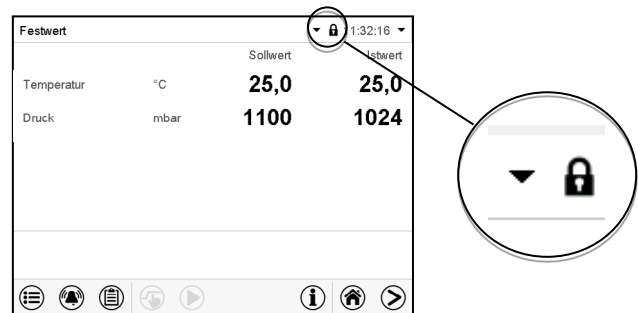 Festwert 1:32:16
Sollwert Istwert
Temperatur °C 25,0 25,0
Druck mbar 1100 1024